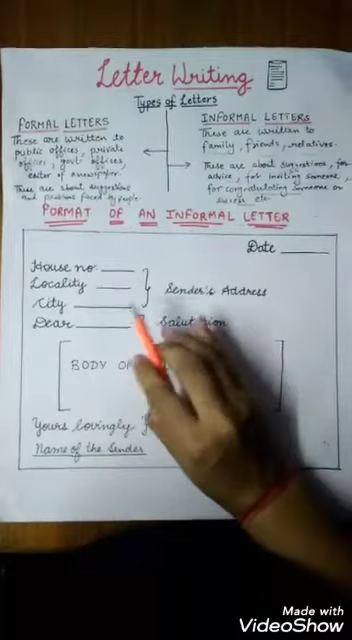 Letter Writing
Types of Letters
FORMAL LETTERS
These are written to
public offices, private
offices, govt offices,
editor of newspaper.
These are about suggestions
and problems faced by people
INFORMAL LETTERS
These are written to
family, friends, relatives.
These are about suggestions, for
advice, for inviting someone,
for congratulating someone on
success etc
FORMAT OF AN INFORMAL LETTER
Date
House no.
Locality
City
Sender's Address
Dear
Salutation
BODY OF
Yours lovingly
Name of the Sender
Made with
VideoShow